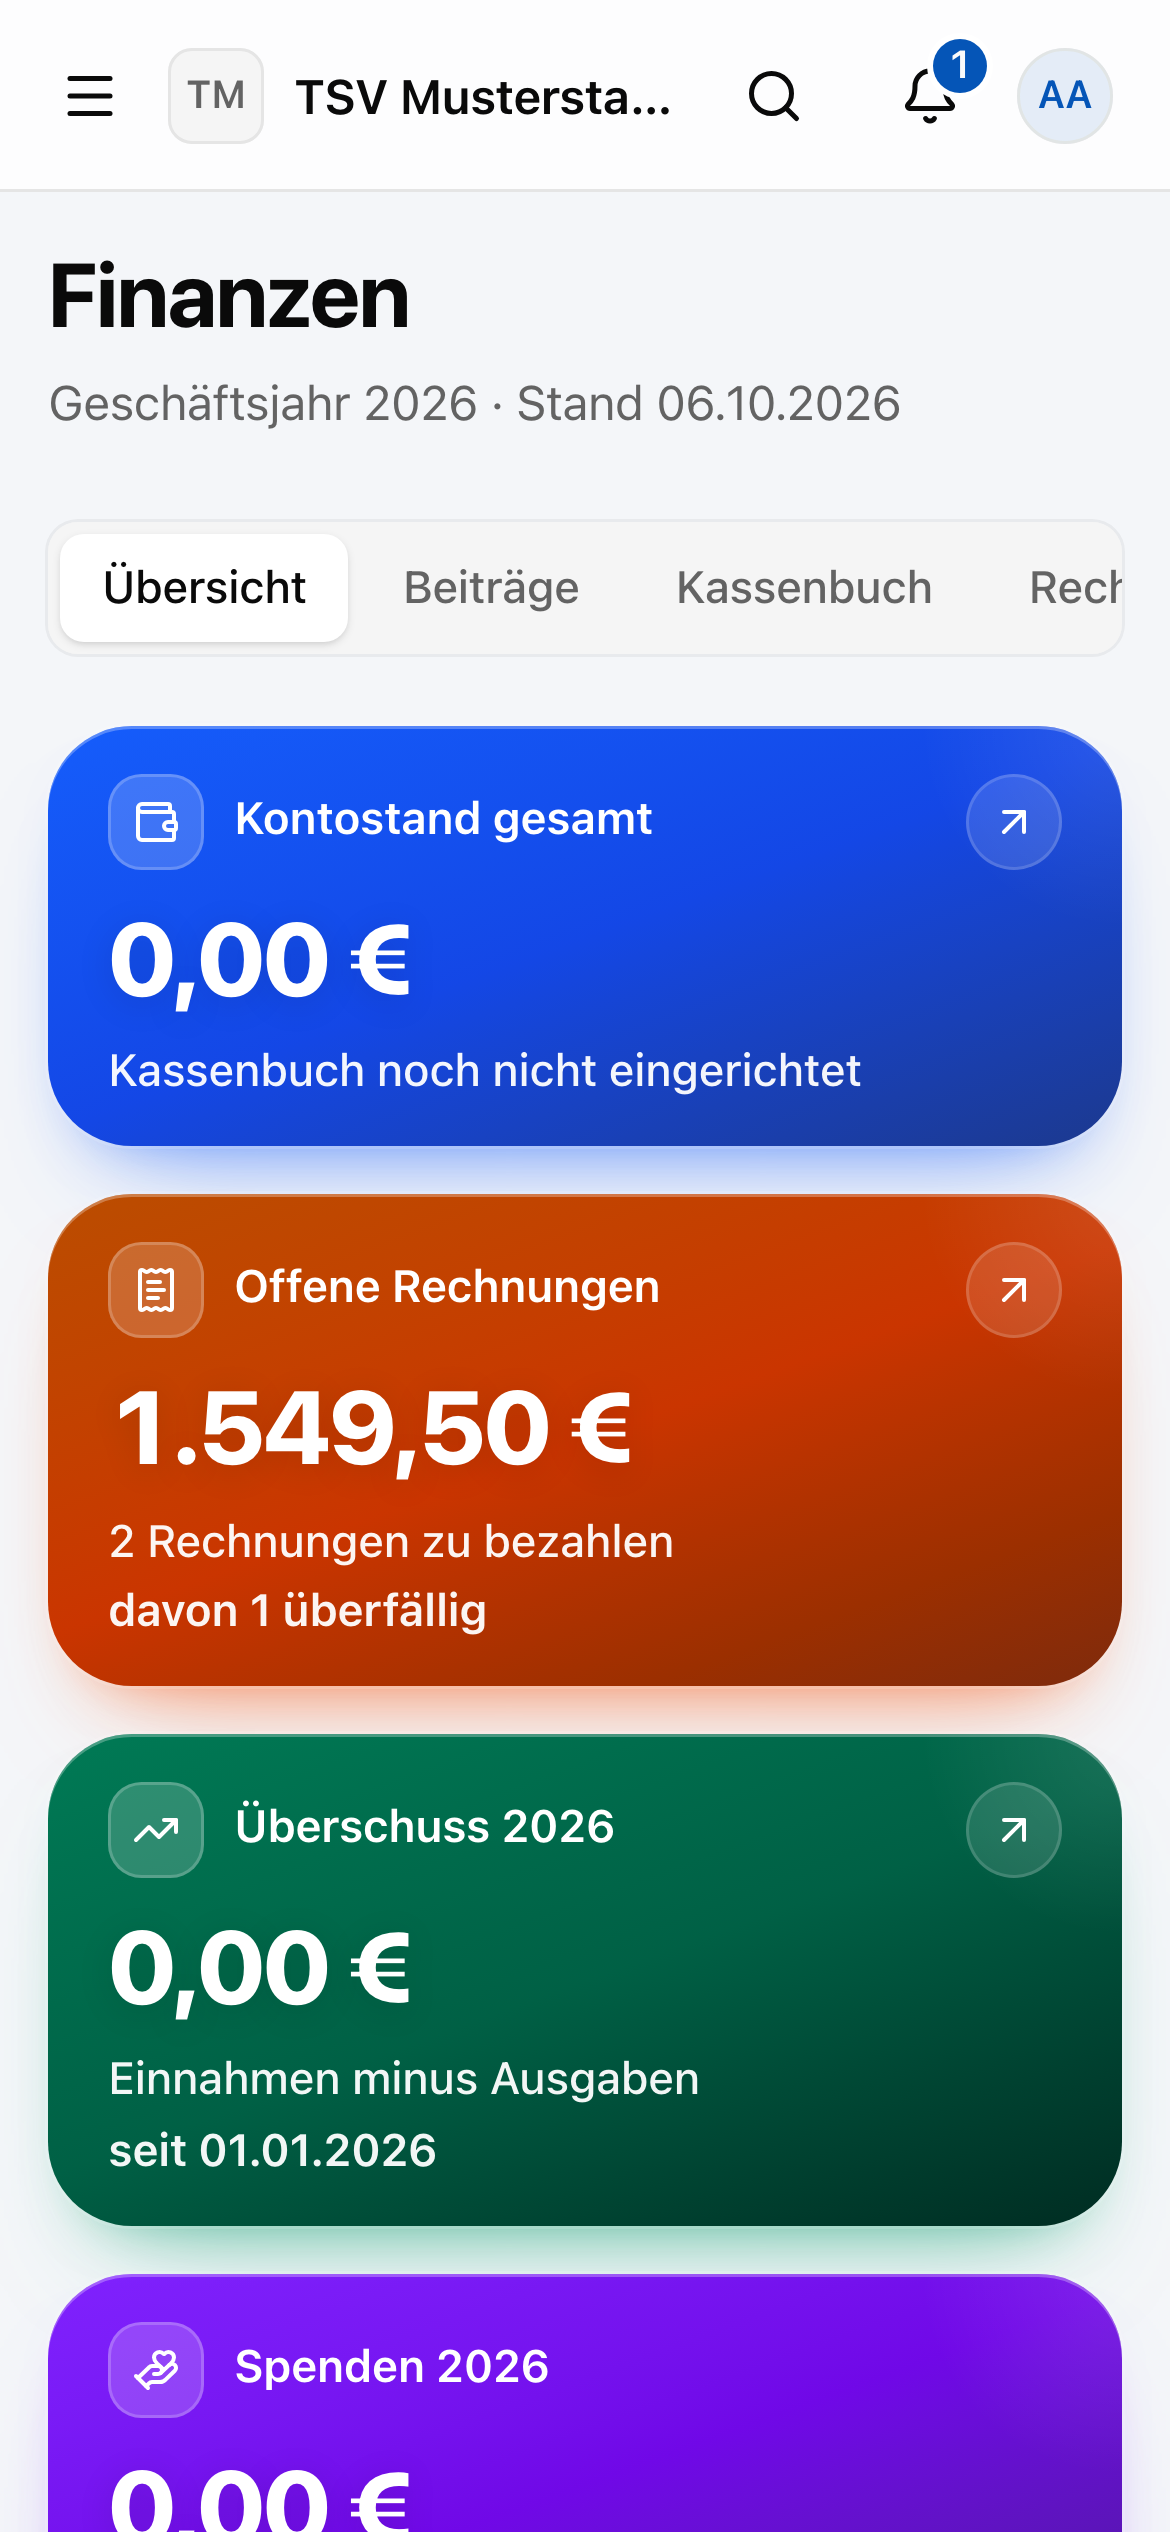 TM
TSV Mustersta...
1
AA
Finanzen
Geschäftsjahr 2026 · Stand 06.10.2026
Übersicht
Beiträge
Kassenbuch
Rech
Kontostand gesamt
0,00 €
Kassenbuch noch nicht eingerichtet
Offene Rechnungen
1.549,50 €
2 Rechnungen zu bezahlen
davon 1 überfällig
Überschuss 2026
0,00 €
Einnahmen minus Ausgaben
seit 01.01.2026
Spenden 2026
0,00 €